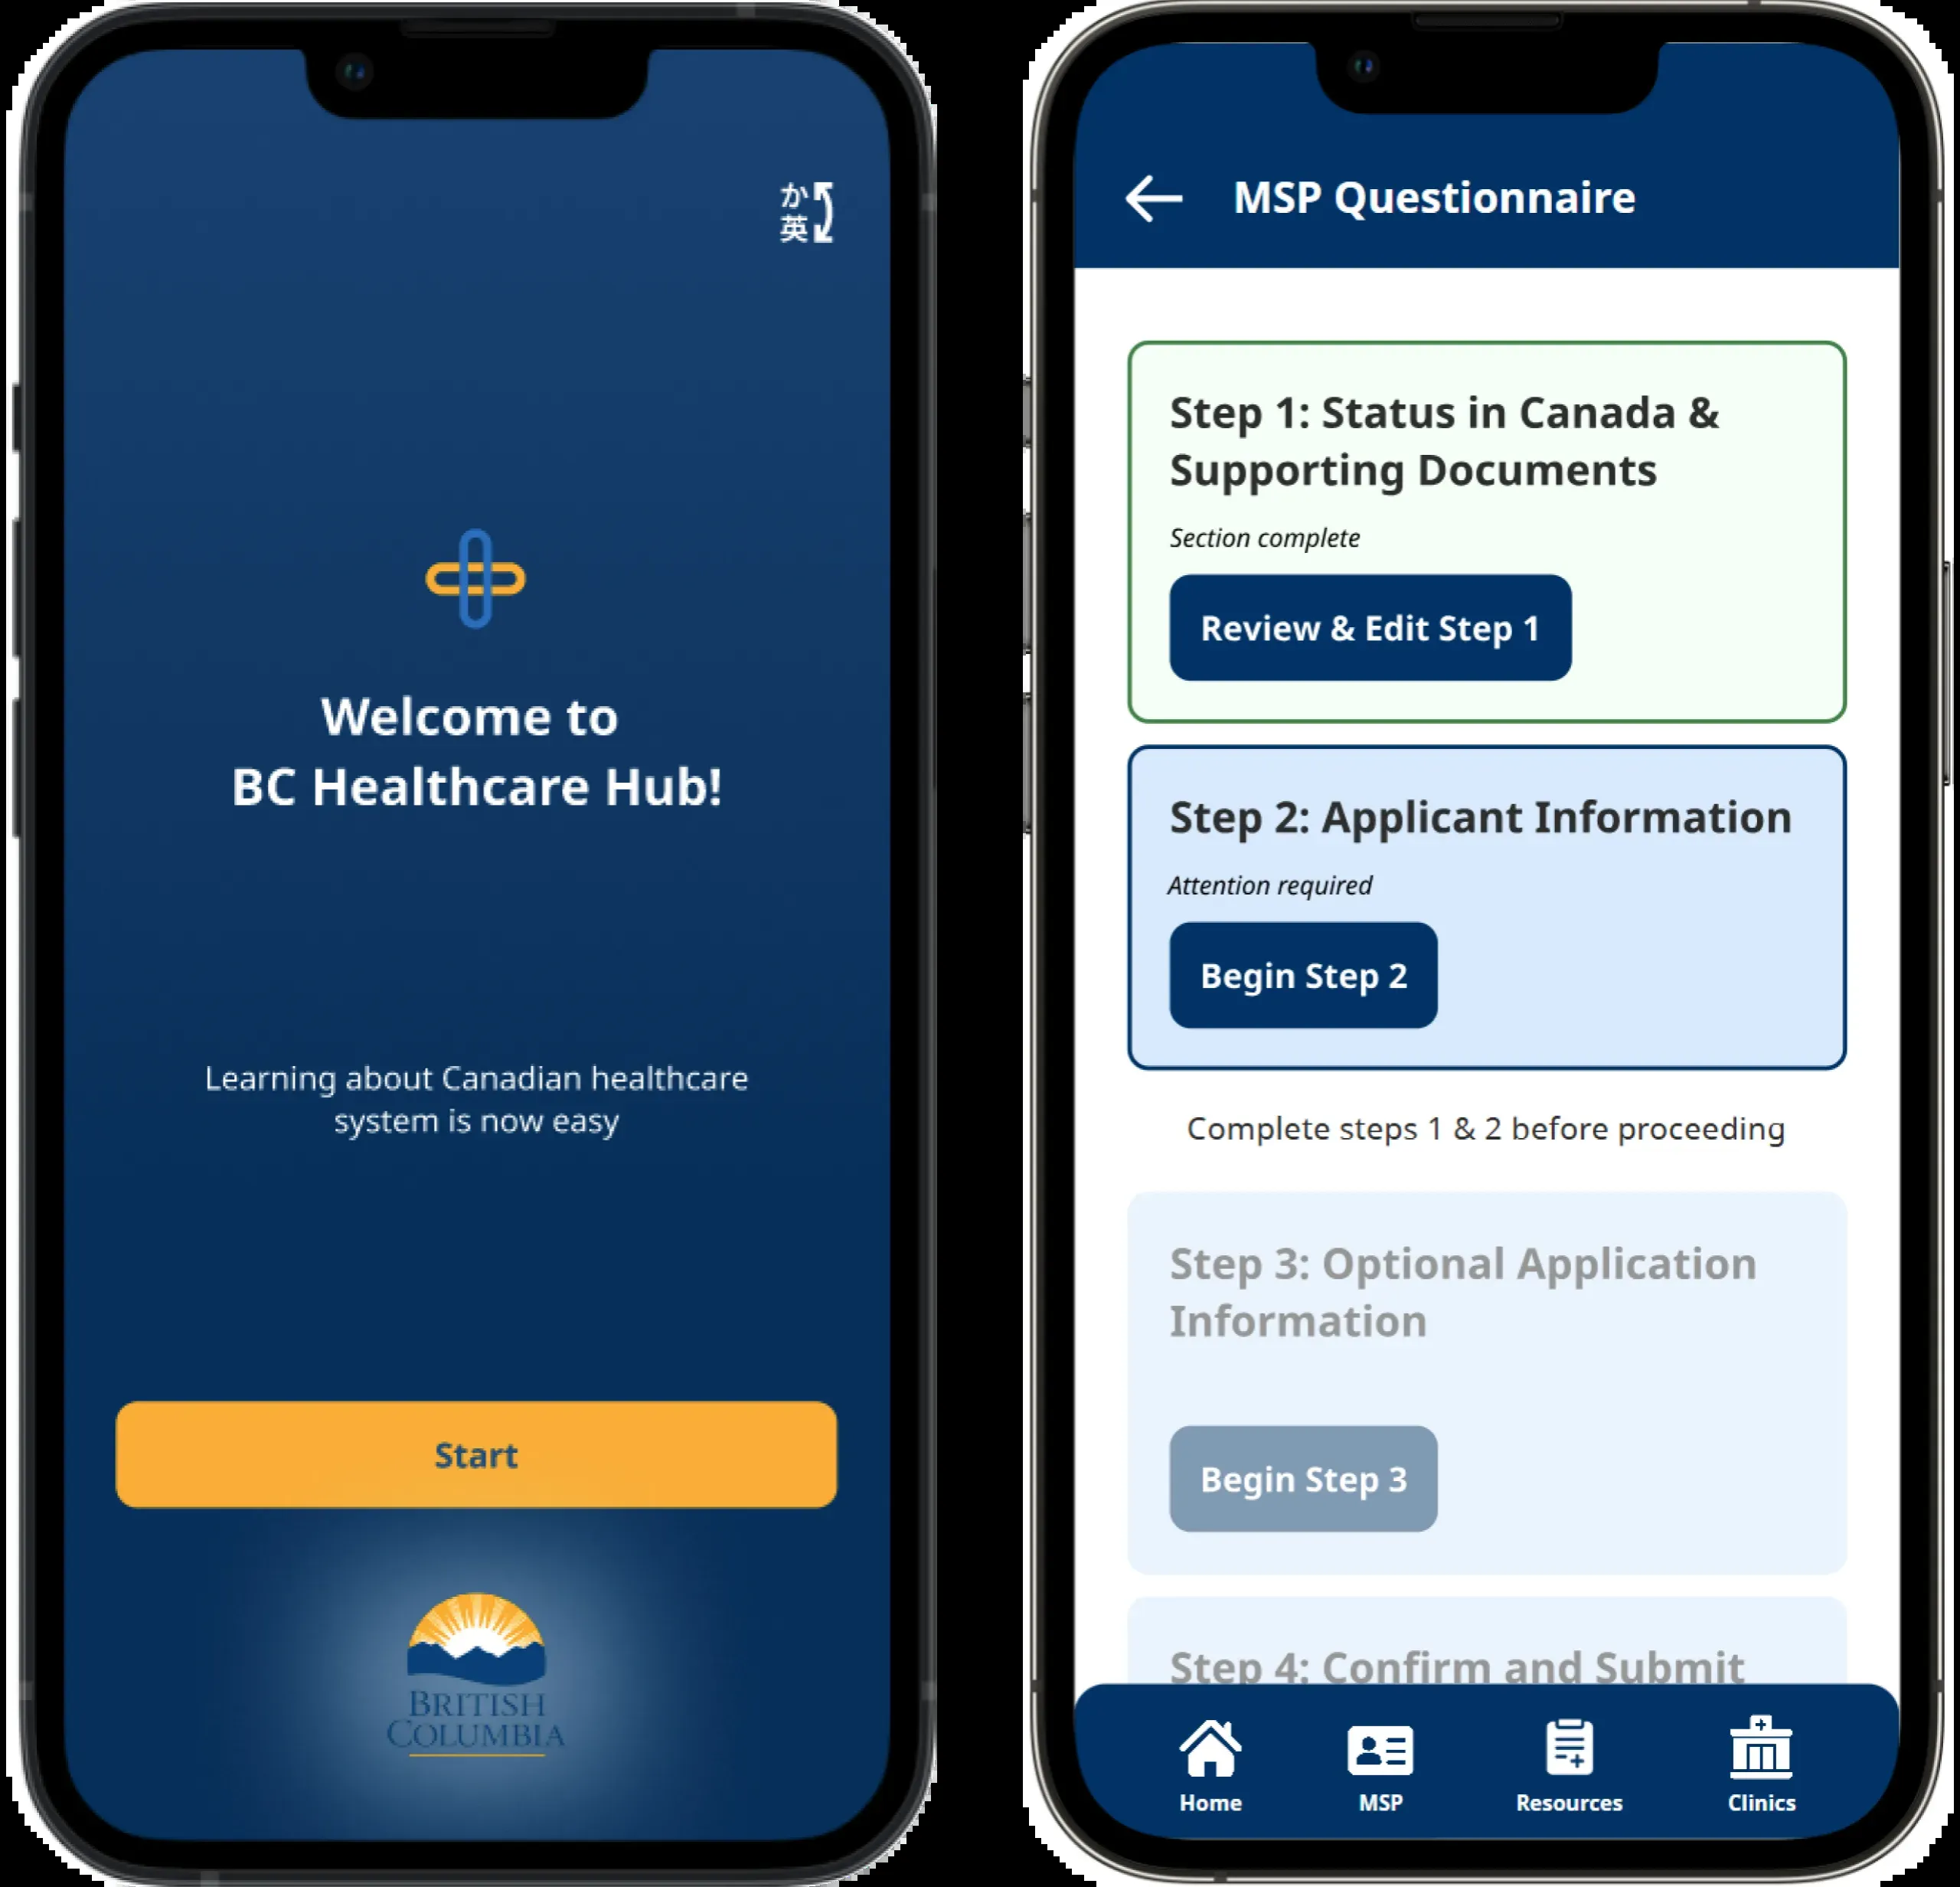 か
英
Welcome to
BC Healthcare Hub!
Learning about Canadian healthcare
system is now easy
Start
BRITISH
COLUMBIA
MSP Questionnaire
Step 1: Status in Canada &
Supporting Documents
Section complete
Review & Edit Step 1
Step 2: Applicant Information
Attention required
Begin Step 2
Complete steps 1 & 2 before proceeding
Step 3: Optional Application
Information
Begin Step 3
Step 4: Confirm and Submit
Home
MSP
Resources
Clinics